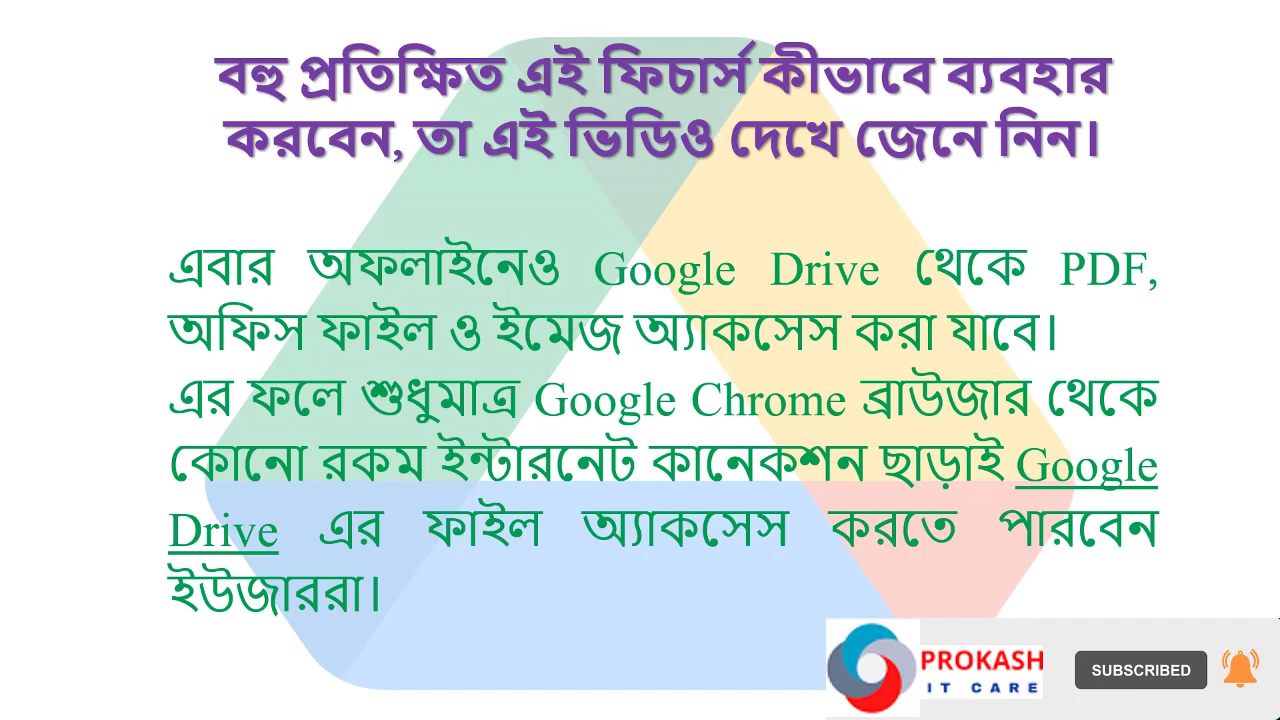 বহু প্রতিক্ষিত এই ফিচার্স কীভাবে ব্যবহার
করবেন, তা এই ভিডিও দেখে জেনে নিন।
এবার অফলাইনেও Google Drive থেকে PDF,
অফিস ফাইল ও ইমেজ অ্যাকসেস করা যাবে।
এর ফলে শুধুমাত্র Google Chrome ব্রাউজার থেকে
কোনো রকম ইন্টারনেট কানেকশন ছাড়াই Google
Drive এর ফাইল অ্যাকসেস করতে পারবেন
ইউজাররা।
PROKASH
IT CARE
SUBSCRIBED